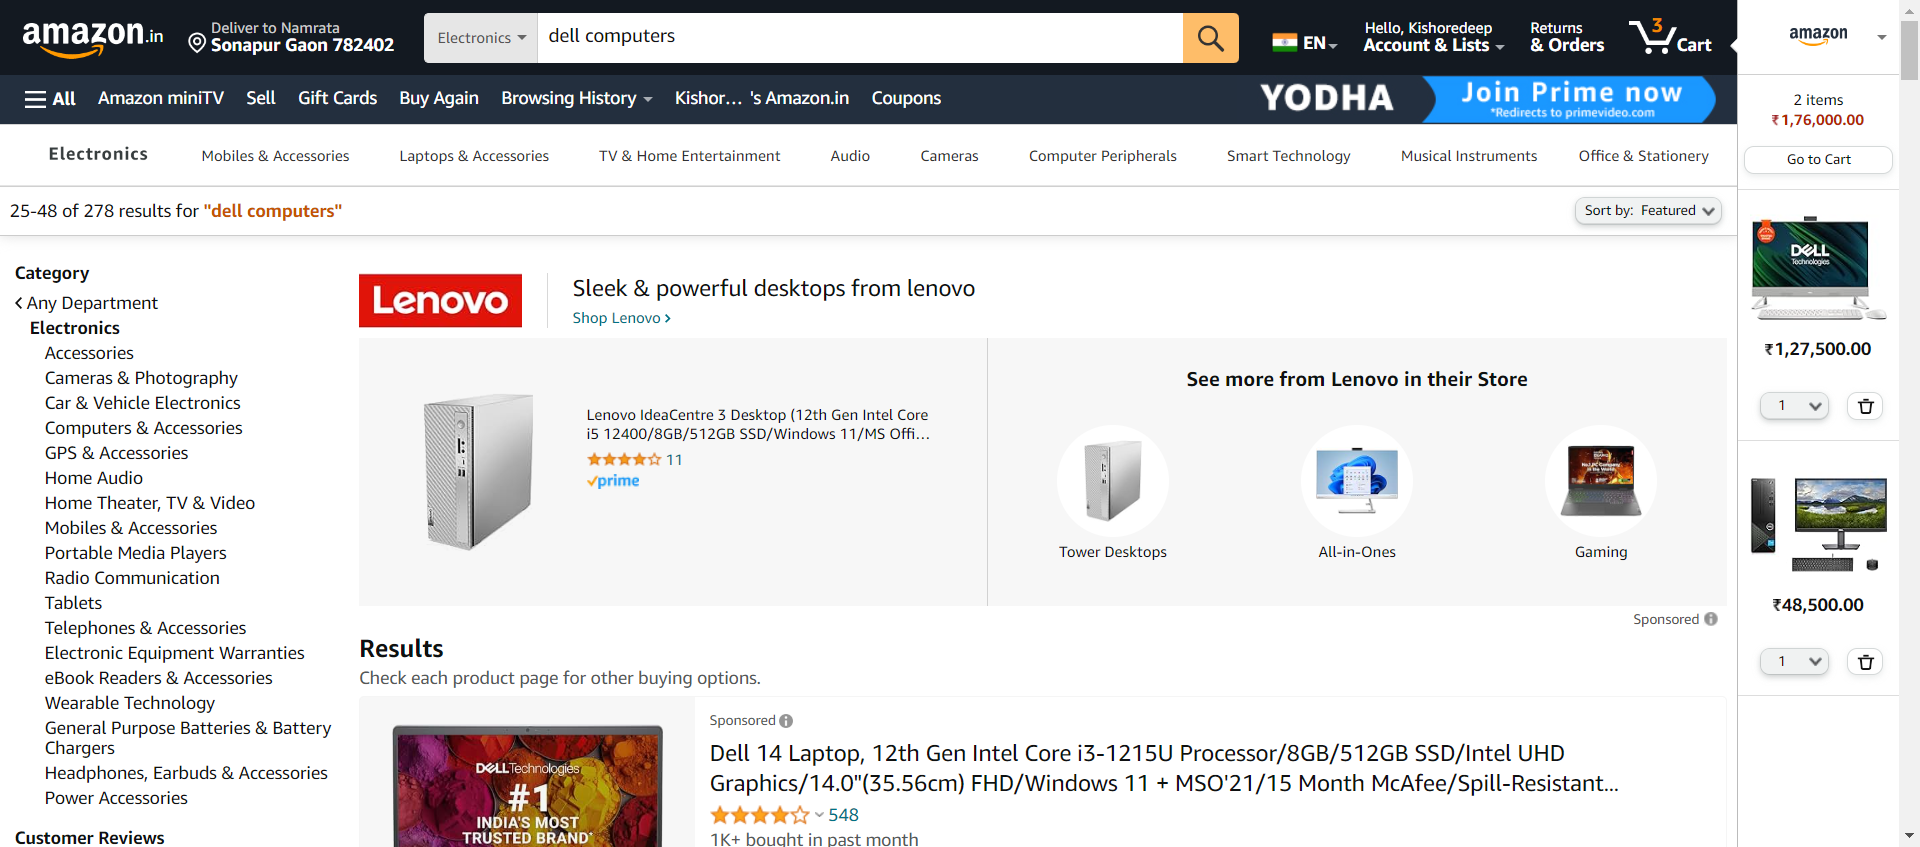 amazon.in
Deliver to Namrata
Sonapur Gaon 782402
Electronics
dell computers
EN
Hello, Kishoredeep
Account & Lists
Returns
& Orders
3
Cart
All
Amazon miniTV
Sell
Gift Cards
Buy Again
Browsing History
Kishor... 's Amazon.in
Coupons
YODHA
Join Prime now
*Redirects to primevideo.com
Electronics
Mobiles & Accessories
Laptops & Accessories
TV & Home Entertainment
Audio
Cameras
Computer Peripherals
Smart Technology
Musical Instruments
Office & Stationery
25-48 of 278 results for "dell computers"
Sort by: Featured
Category
Any Department
Electronics
Accessories
Cameras & Photography
Car & Vehicle Electronics
Computers & Accessories
GPS & Accessories
Home Audio
Home Theater, TV & Video
Mobiles & Accessories
Portable Media Players
Radio Communication
Tablets
Telephones & Accessories
Electronic Equipment Warranties
eBook Readers & Accessories
Wearable Technology
General Purpose Batteries & Battery
Chargers
Headphones, Earbuds & Accessories
Power Accessories
Customer Reviews
Lenovo
Sleek & powerful desktops from lenovo
Shop Lenovo ›
Lenovo IdeaCentre 3 Desktop (12th Gen Intel Core
i5 12400/8GB/512GB SSD/Windows 11/MS Offi...
11
prime
See more from Lenovo in their Store
Tower Desktops
All-in-Ones
Gaming
Sponsored
Results
Check each product page for other buying options.
DELL Technologies
#1
INDIA'S MOST
TRUSTED BRAND*
Sponsored
Dell 14 Laptop, 12th Gen Intel Core i3-1215U Processor/8GB/512GB SSD/Intel UHD
Graphics/14.0"(35.56cm) FHD/Windows 11 + MSO'21/15 Month McAfee/Spill-Resistant...
548
1K+ bought in past month
amazon
2 items
₹1,76,000.00
Go to Cart
DELL
Technologies
₹1,27,500.00
1
₹48,500.00
1